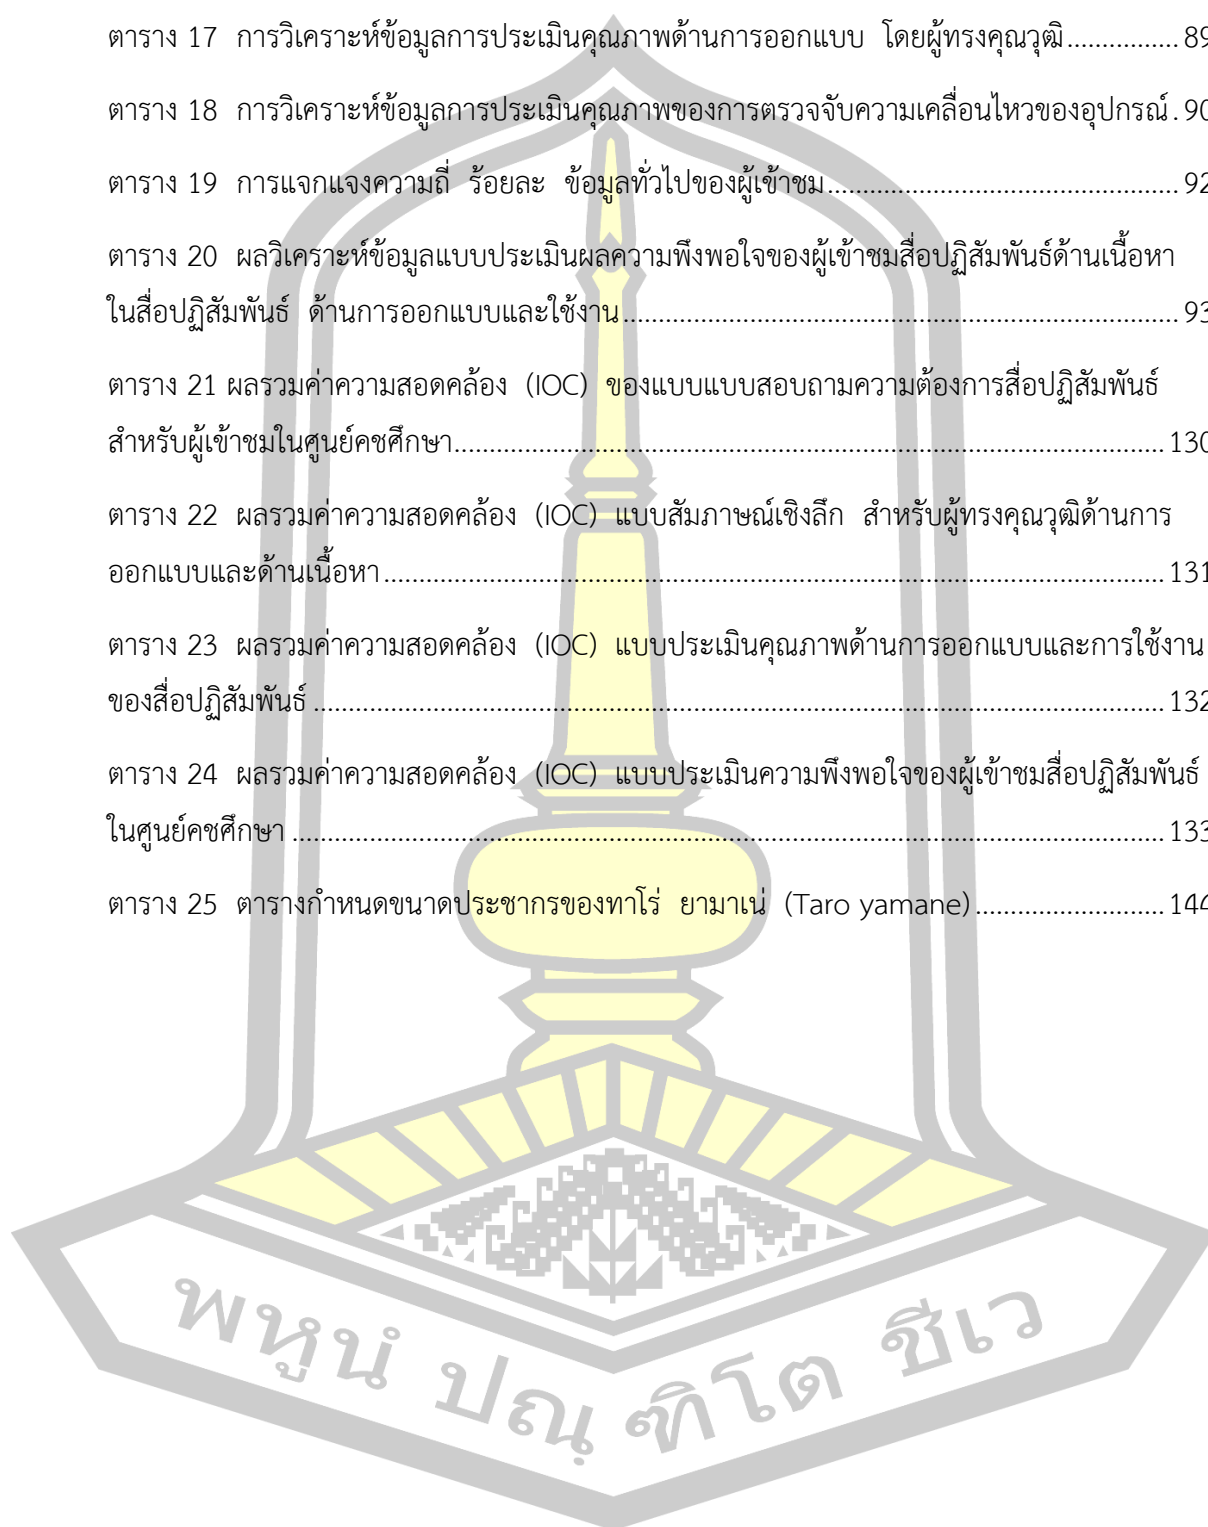 ตาราง 17 การวิเคราะห์ข้อมูลการประเมินคุณภาพด้านการออกแบบ โดยผู้ทรงคุณวุฒิ................ 89
ตาราง 18 การวิเคราะห์ข้อมูลการประเมินคุณภาพของการตรวจจับความเคลื่อนไหวของอุปกรณ์. 90
ตาราง 19 การแจกแจงความถี่ ร้อยละ ข้อมูลทั่วไปของผู้เข้าชม.................................................. 92
ตาราง 20 ผลวิเคราะห์ข้อมูลแบบประเมินผลความพึงพอใจของผู้เข้าชมสื่อปฏิสัมพันธ์ด้านเนื้อหา
ในสื่อปฏิสัมพันธ์ ด้านการออกแบบและใช้งาน................................................................................ 93
ตาราง 21 ผลรวมค่าความสอดคล้อง (IOC) ของแบบแบบสอบถามความต้องการสื่อปฏิสัมพันธ์
สำหรับผู้เข้าชมในศูนย์คชศึกษา.................................................................................................. 130
ตาราง 22 ผลรวมค่าความสอดคล้อง (IOC) แบบสัมภาษณ์เชิงลึก สำหรับผู้ทรงคุณวุฒิด้านการ
ออกแบบและด้านเนื้อหา............................................................................................................ 131
ตาราง 23 ผลรวมค่าความสอดคล้อง (IOC) แบบประเมินคุณภาพด้านการออกแบบและการใช้งาน
ของสื่อปฏิสัมพันธ์ ..................................................................................................................... 132
ตาราง 24 ผลรวมค่าความสอดคล้อง (IOC) แบบประเมินความพึงพอใจของผู้เข้าชมสื่อปฏิสัมพันธ์
ในศูนย์คชศึกษา ........................................................................................................................ 133
ตาราง 25 ตารางกำหนดขนาดประชากรของทาโร่ ยามาเน่ (Taro yamane).......................... 144
พหูนํ ปณฺฑิโต ชีเว